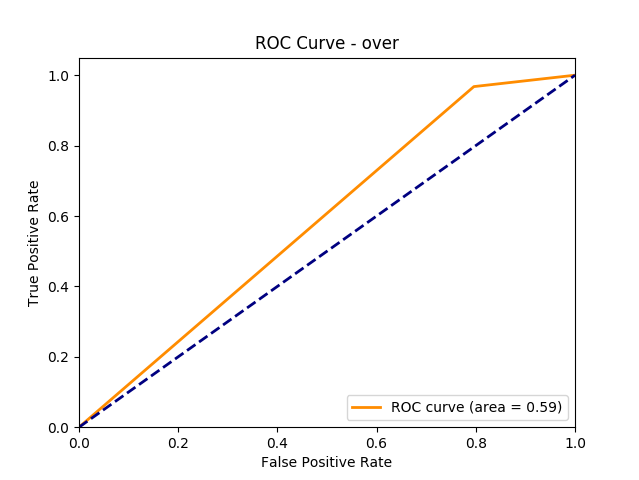 ROC Curve - over
True Positive Rate
1.0
0.8
0.6
0.4
0.2
0.0
0.0 0.2 0.4 0.6 0.8 1.0
False Positive Rate
ROC curve (area = 0.59)